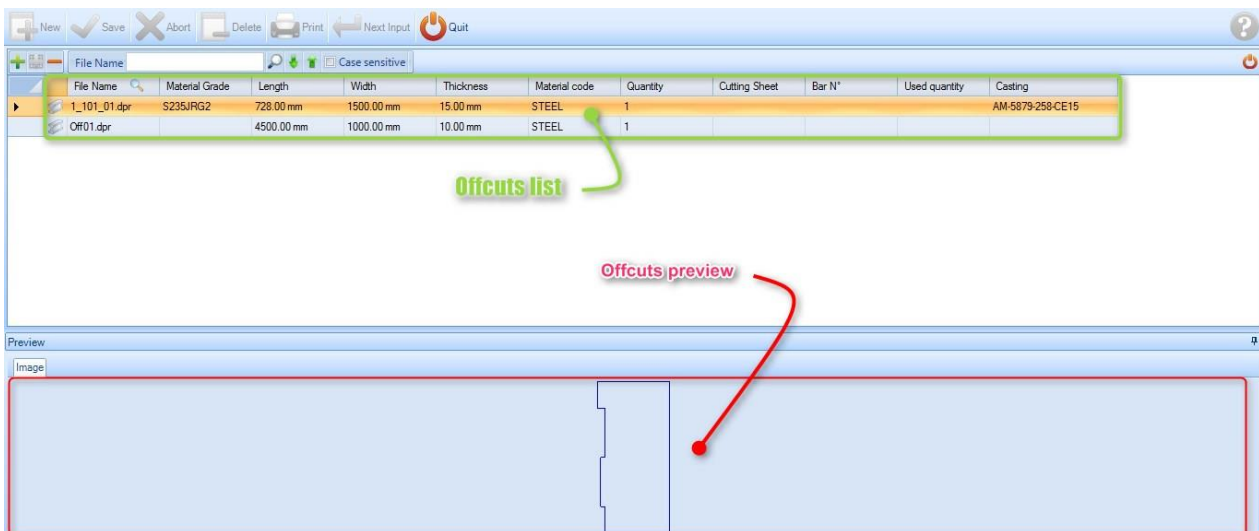 New Save Abort Delete Print Next Input Quit
File Name Case sensitive
File Name Material Grade Length Width Thickness Material code Quantity Cutting Sheet Bar N° Used quantity Casting
1_101_01.dpr S235JRG2 728.00 mm 1500.00 mm 15.00 mm STEEL 1 AM-5879-258-CE15
Off01.dpr 4500.00 mm 1000.00 mm 10.00 mm STEEL 1
Offcuts list
Offcuts preview
Preview
Image